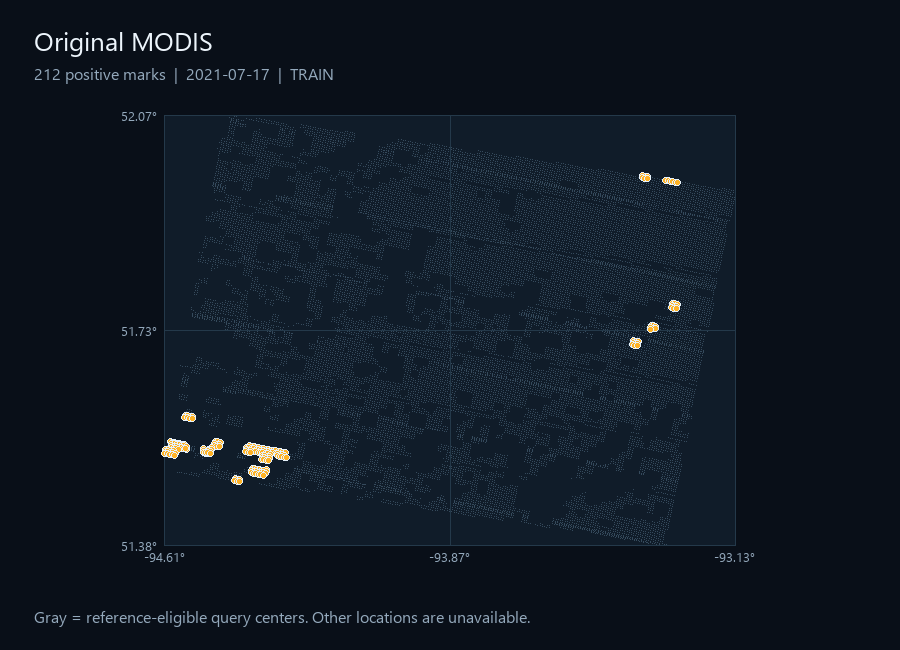 Original MODIS
212 positive marks | 2021-07-17 | TRAIN
52.07°
51.73°
51.38°
-94.61°
-93.87°
-93.13°
Gray = reference-eligible query centers. Other locations are unavailable.